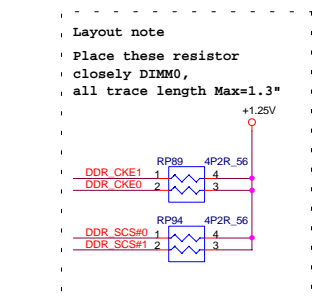 Layout note
Place these resistor
closely DIMM0,
all trace length Max=1.3"
+1.25V
RP89 4P2R_56
DDR_CKE1 1 4
DDR_CKE0 2 3
RP94 4P2R_56
DDR_SCS#0 1 4
DDR_SCS#1 2 3